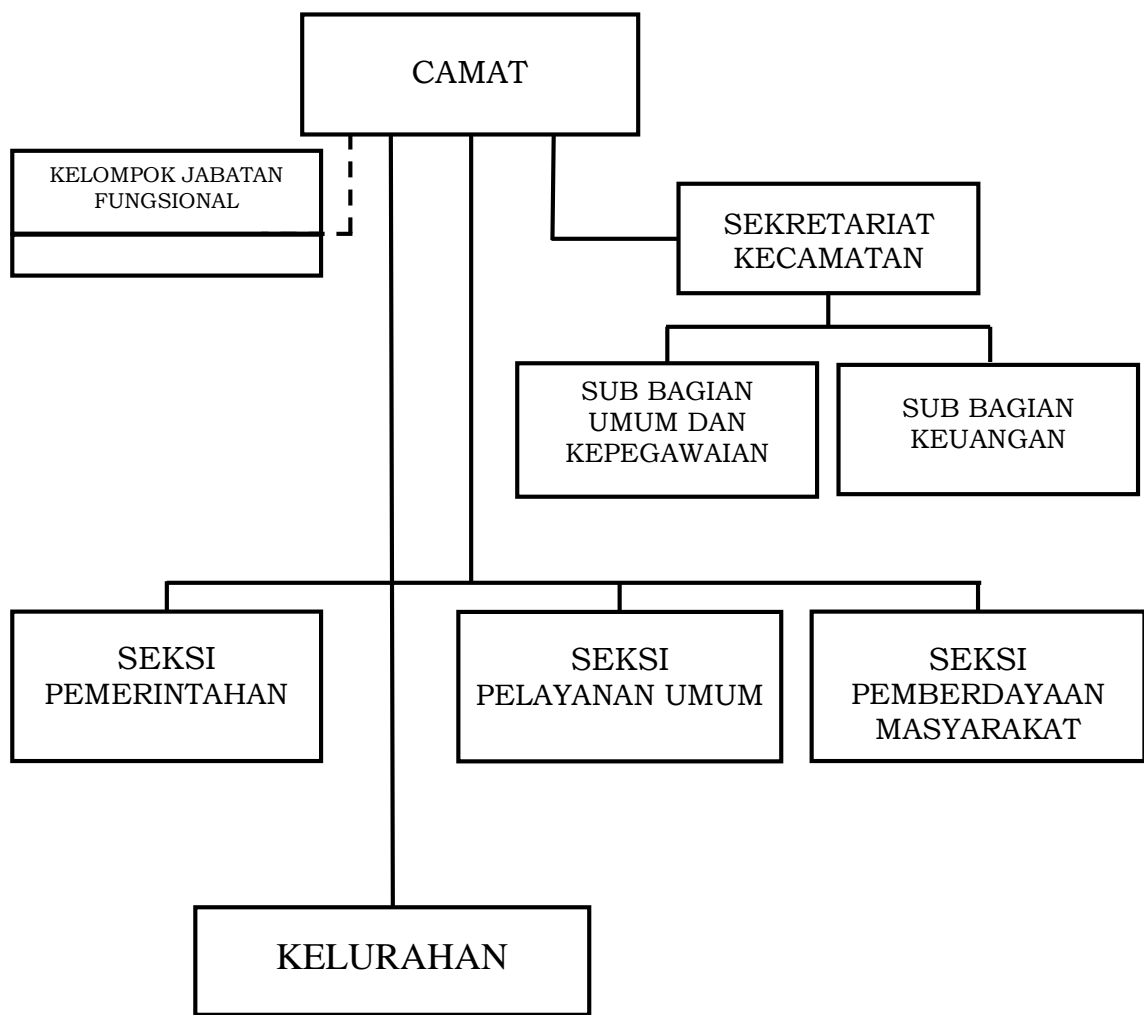 CAMAT
KELOMPOK JABATAN
FUNGSIONAL
SEKRETARIAT
KECAMATAN
SUB BAGIAN
UMUM DAN
KEPEGAWAIAN
SUB BAGIAN
KEUANGAN
SEKSI
PEMERINTAHAN
SEKSI
PELAYANAN UMUM
SEKSI
PEMBERDAYAAN
MASYARAKAT
KELURAHAN